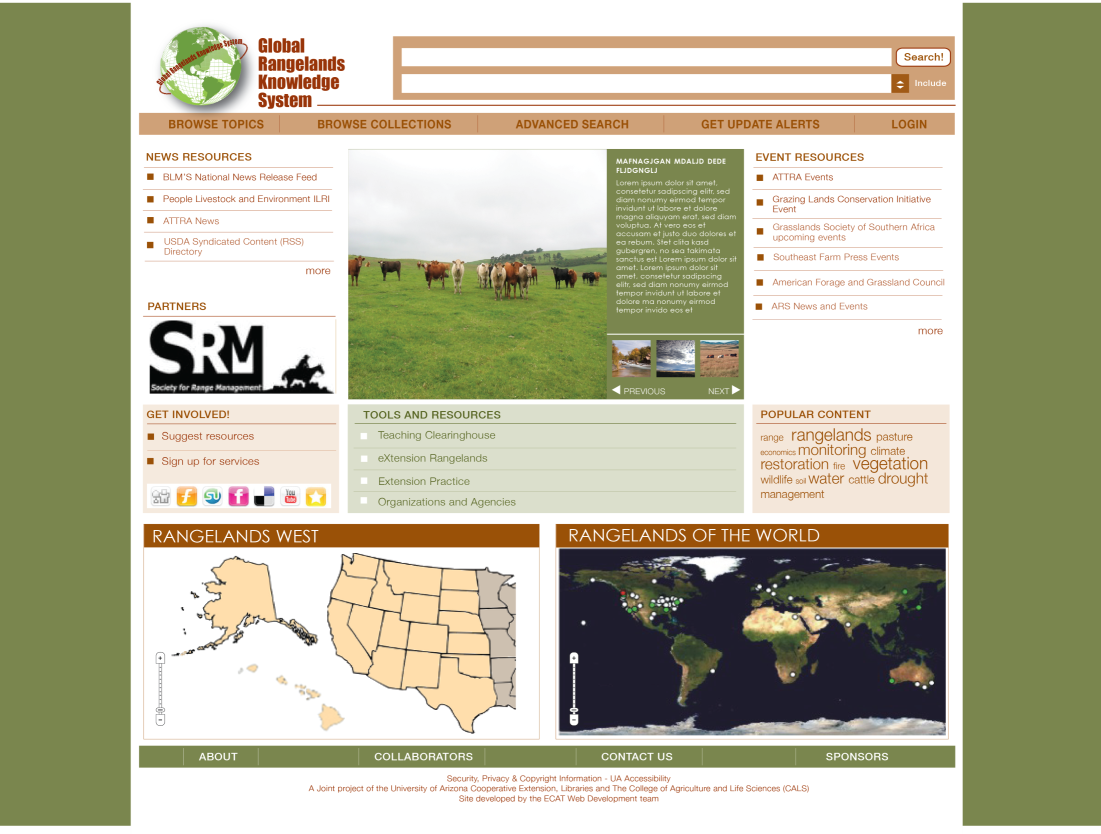 Global Rangelands Knowledge System
Global
Rangelands
Knowledge
System
Search!
Include
BROWSE TOPICS
BROWSE COLLECTIONS
ADVANCED SEARCH
GET UPDATE ALERTS
LOGIN
NEWS RESOURCES
BLM'S National News Release Feed
People Livestock and Environment ILRI
ATTRA News
USDA Syndicated Content (RSS)
Directory
more
PARTNERS
SRM
Society for Range Management
MAFNAGJGAN MDALJD DEDE
FLJDGNGLJ
Lorem ipsum dolor sit amet,
consetetur sadipscing elitr, sed
diam nonumy eirmod tempor
invidunt ut labore et dolore
magna aliquyam erat, sed diam
voluptua. At vero eos et
accusam et justo duo dolores et
ea rebum. Stet clita kasd
gubergren, no sea takimata
sanctus est Lorem ipsum dolor sit
amet. Lorem ipsum dolor sit
amet, consetetur sadipscing
elitr, sed diam nonumy eirmod
tempor invidunt ut labore et
dolore ma nonumy eirmod
tempor invido eos et
PREVIOUS
NEXT
EVENT RESOURCES
ATTRA Events
Grazing Lands Conservation Initiative
Event
Grasslands Society of Southern Africa
upcoming events
Southeast Farm Press Events
American Forage and Grassland Council
ARS News and Events
more
GET INVOLVED!
Suggest resources
Sign up for services
You
Tube
TOOLS AND RESOURCES
Teaching Clearinghouse
eXtension Rangelands
Extension Practice
Organizations and Agencies
POPULAR CONTENT
range rangelands pasture
economics monitoring climate
restoration fire vegetation
wildlife soil water cattle drought
management
RANGELANDS WEST
RANGELANDS OF THE WORLD
ABOUT
COLLABORATORS
CONTACT US
SPONSORS
Security, Privacy & Copyright Information - UA Accessibility
A Joint project of the University of Arizona Cooperative Extension, Libraries and The College of Agriculture and Life Sciences (CALS)
Site developed by the ECAT Web Development team